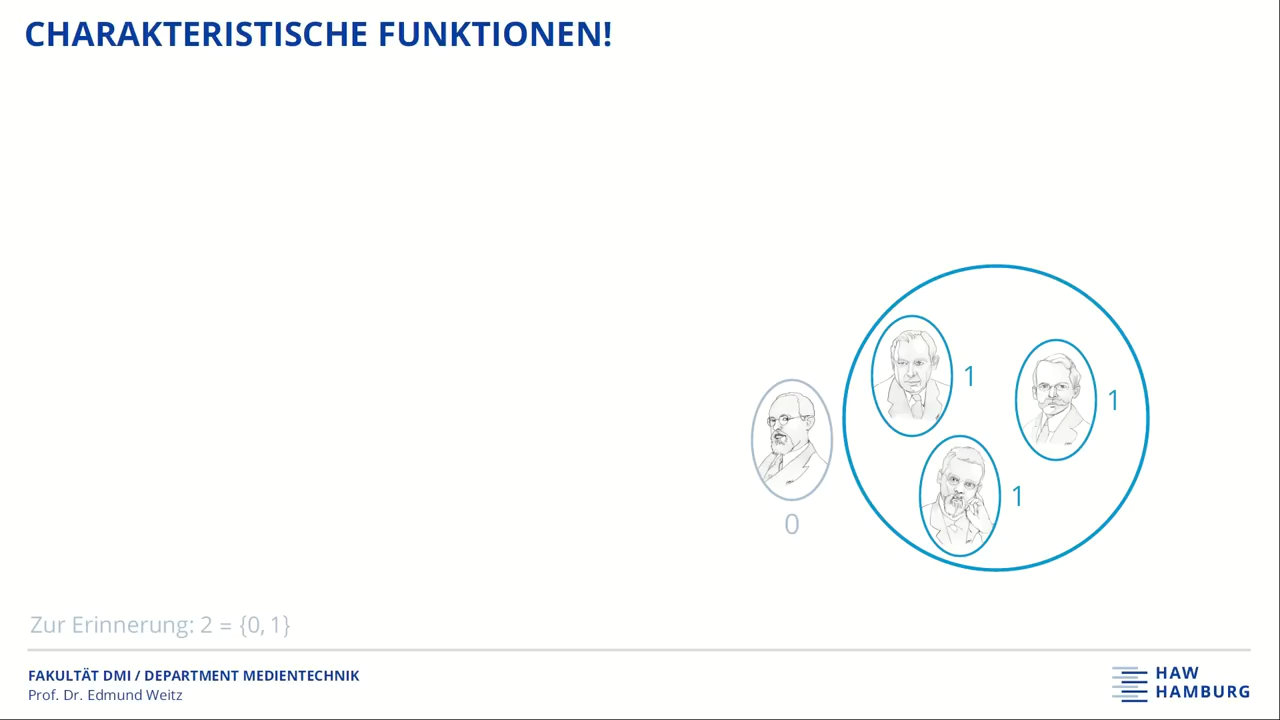 CHARAKTERISTISCHE FUNKTIONEN!
1
1
1
0
Zur Erinnerung: 2 = {0, 1}
FAKULTÄT DMI / DEPARTMENT MEDIENTECHNIK
Prof. Dr. Edmund Weitz
HAW
HAMBURG